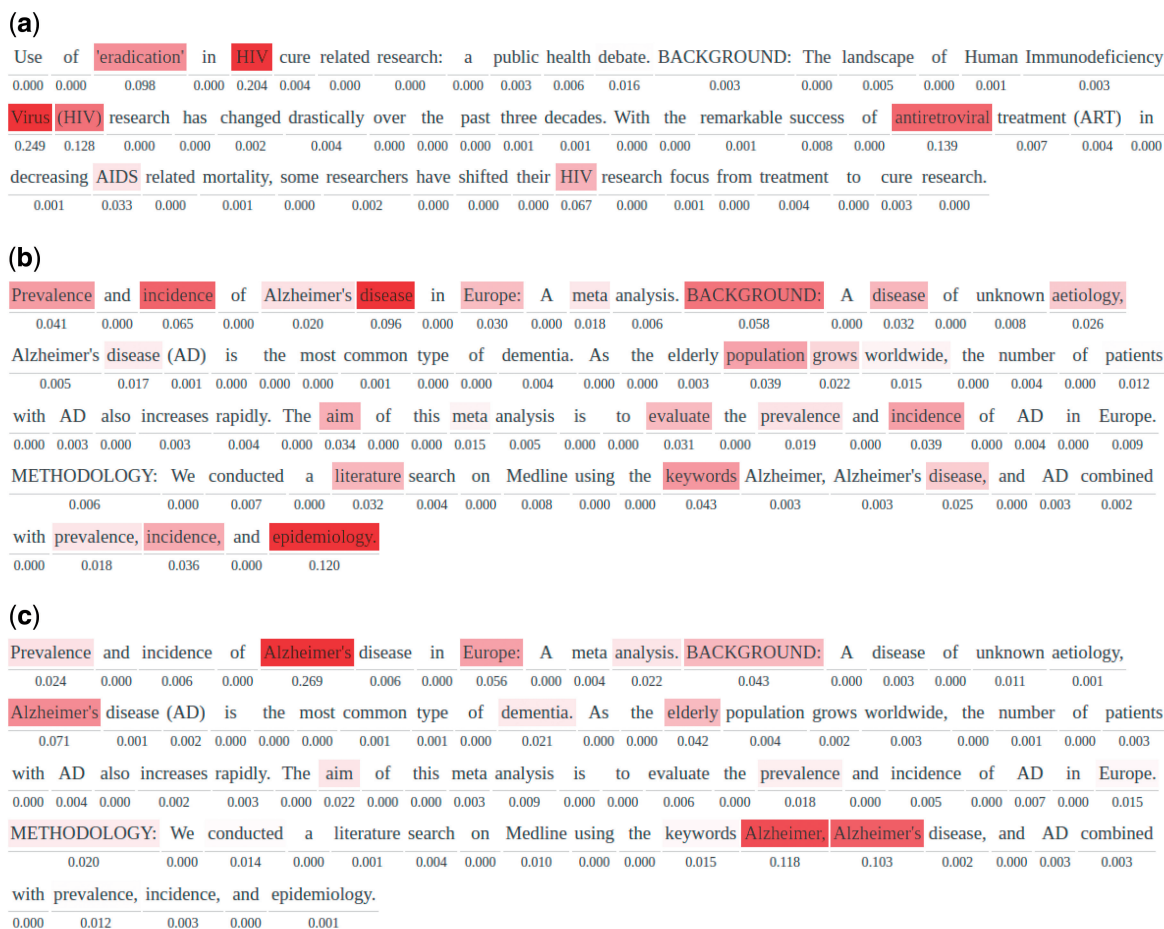 (a)
Use of 'eradication' in HIV cure related research: a public health debate. BACKGROUND: The landscape of Human Immunodeficiency
0.000 0.000 0.098 0.000 0.204 0.004 0.000 0.000 0.000 0.003 0.006 0.016 0.003 0.000 0.005 0.000 0.001 0.003
Virus (HIV) research has changed drastically over the past three decades. With the remarkable success of antiretroviral treatment (ART) in
0.249 0.128 0.000 0.000 0.002 0.004 0.000 0.000 0.000 0.001 0.001 0.000 0.000 0.001 0.008 0.000 0.139 0.007 0.004 0.000
decreasing AIDS related mortality, some researchers have shifted their HIV research focus from treatment to cure research.
0.001 0.033 0.000 0.001 0.000 0.002 0.000 0.000 0.000 0.067 0.000 0.001 0.000 0.004 0.000 0.003 0.000
(b)
Prevalence and incidence of Alzheimer's disease in Europe: A meta analysis. BACKGROUND: A disease of unknown aetiology,
0.041 0.000 0.065 0.000 0.020 0.096 0.000 0.030 0.000 0.018 0.006 0.058 0.000 0.032 0.000 0.008 0.026
Alzheimer's disease (AD) is the most common type of dementia. As the elderly population grows worldwide, the number of patients
0.005 0.017 0.001 0.000 0.000 0.000 0.001 0.000 0.000 0.004 0.000 0.000 0.003 0.039 0.022 0.015 0.000 0.004 0.000 0.012
with AD also increases rapidly. The aim of this meta analysis is to evaluate the prevalence and incidence of AD in Europe.
0.000 0.003 0.000 0.003 0.004 0.000 0.034 0.000 0.000 0.015 0.005 0.000 0.000 0.031 0.000 0.019 0.000 0.039 0.000 0.004 0.000 0.009
METHODOLOGY: We conducted a literature search on Medline using the keywords Alzheimer, Alzheimer's disease, and AD combined
0.006 0.000 0.007 0.000 0.032 0.004 0.000 0.008 0.000 0.000 0.043 0.003 0.003 0.025 0.000 0.003 0.002
with prevalence, incidence, and epidemiology.
0.000 0.018 0.036 0.000 0.120
(c)
Prevalence and incidence of Alzheimer's disease in Europe: A meta analysis. BACKGROUND: A disease of unknown aetiology,
0.024 0.000 0.006 0.000 0.269 0.006 0.000 0.056 0.000 0.004 0.022 0.043 0.000 0.003 0.000 0.011 0.001
Alzheimer's disease (AD) is the most common type of dementia. As the elderly population grows worldwide, the number of patients
0.071 0.001 0.002 0.000 0.000 0.000 0.001 0.001 0.000 0.021 0.000 0.000 0.042 0.004 0.002 0.003 0.000 0.001 0.000 0.003
with AD also increases rapidly. The aim of this meta analysis is to evaluate the prevalence and incidence of AD in Europe.
0.000 0.004 0.000 0.002 0.003 0.000 0.022 0.000 0.000 0.003 0.009 0.000 0.000 0.006 0.000 0.018 0.000 0.005 0.000 0.007 0.000 0.015
METHODOLOGY: We conducted a literature search on Medline using the keywords Alzheimer, Alzheimer's disease, and AD combined
0.020 0.000 0.014 0.000 0.001 0.004 0.000 0.010 0.000 0.000 0.015 0.118 0.103 0.002 0.000 0.003 0.003
with prevalence, incidence, and epidemiology.
0.000 0.012 0.003 0.000 0.001